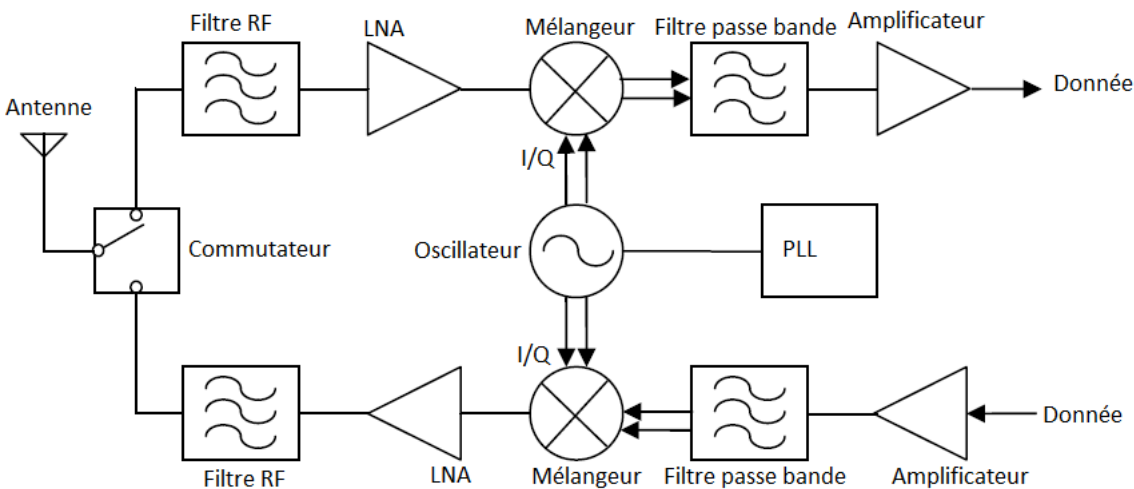 Filtre RF
LNA
Mélangeur
Filtre passe bande
Amplificateur
Donnée
Antenne
I/Q
Commutateur
Oscillateur
PLL
I/Q
Donnée
Filtre RF
LNA
Mélangeur
Filtre passe bande
Amplificateur